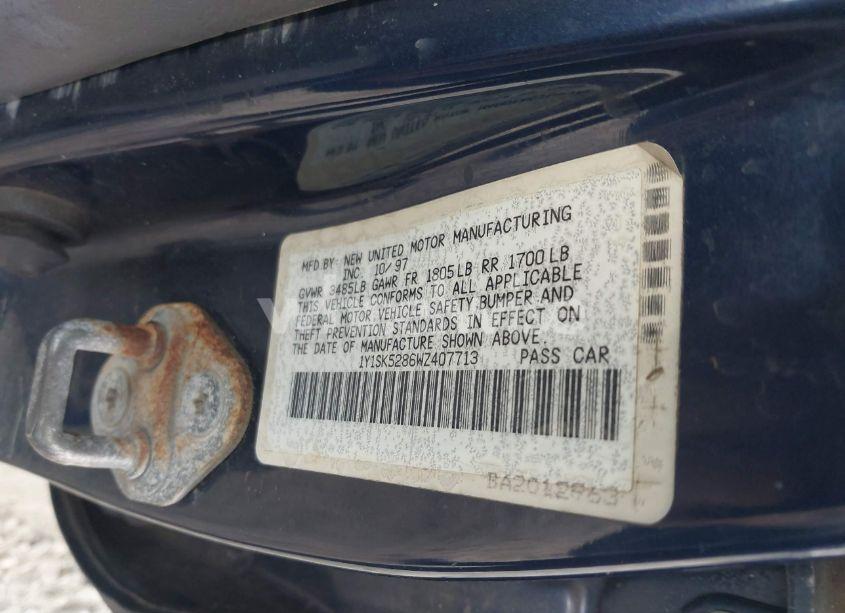 MFD BY: NEW UNITED MOTOR MANUFACTURING
INC. 10/97
GVWR 3485LB GAWR FR 1805LB RR 1700LB
THIS VEHICLE CONFORMS TO ALL APPLICABLE
FEDERAL MOTOR VEHICLE SAFETY BUMPER AND
THEFT PREVENTION STANDARDS IN EFFECT ON
THE DATE OF MANUFACTURE SHOWN ABOVE.
1Y1SK5286WZ407713 PASS CAR